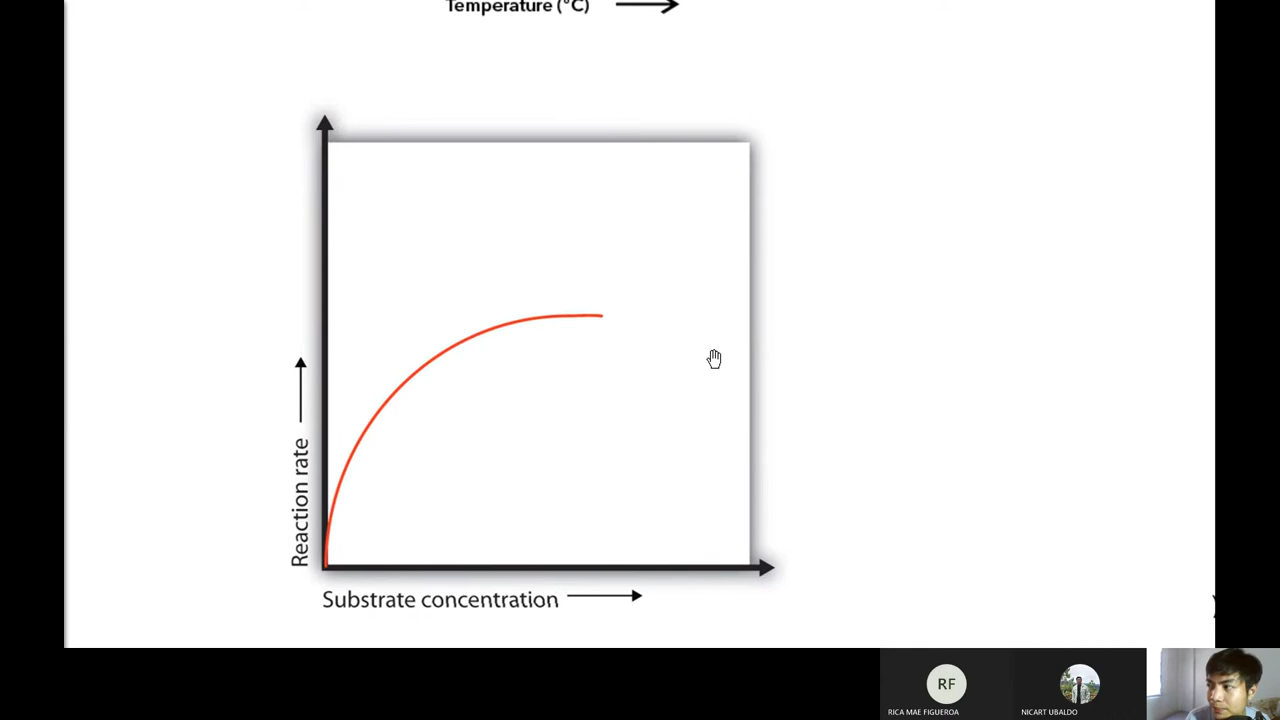 Temperature (°C)
Reaction rate
Substrate concentration
RF
RICA MAE FIGUEROA
NICART UBALDO